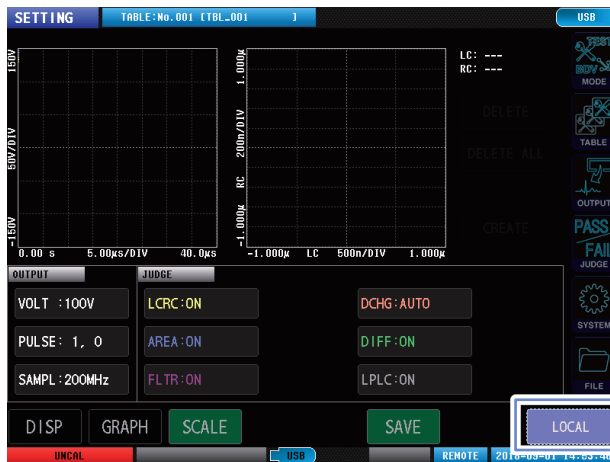 SETTING
TABLE:No.001 [TBL_001 ]
USB
150V
50V/DIV
-150V
0.00 s 5.00µs/DIV 40.0µs
1.000µ
200n/DIV
RC
-1.000µ
-1.000µ LC 500n/DIV 1.000µ
LC: ---
RC: ---
DELETE
DELETE ALL
CREATE
TEST
BDV
MODE
TABLE
OUTPUT
PASS
FAIL
JUDGE
SYSTEM
FILE
OUTPUT
VOLT :100V
PULSE: 1, 0
SAMPL:200MHz
JUDGE
LCRC:ON
AREA:ON
FLTR:ON
DCHG:AUTO
DIFF:ON
LPLC:ON
DISP
GRAPH
SCALE
SAVE
LOCAL
UNCAL
USB
REMOTE